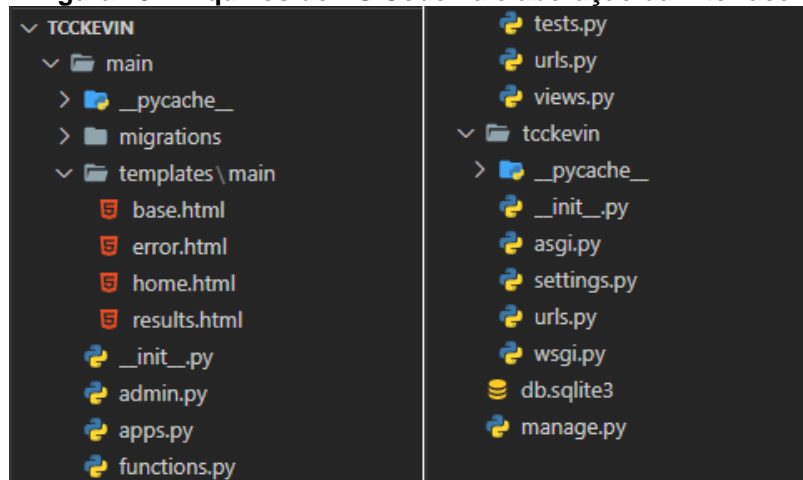 TCCKEVIN
main
__pycache__
migrations
templates\main
base.html
error.html
home.html
results.html
__init__.py
admin.py
apps.py
functions.py
tests.py
urls.py
views.py
tcckevin
__pycache__
__init__.py
asgi.py
settings.py
urls.py
wsgi.py
db.sqlite3
manage.py